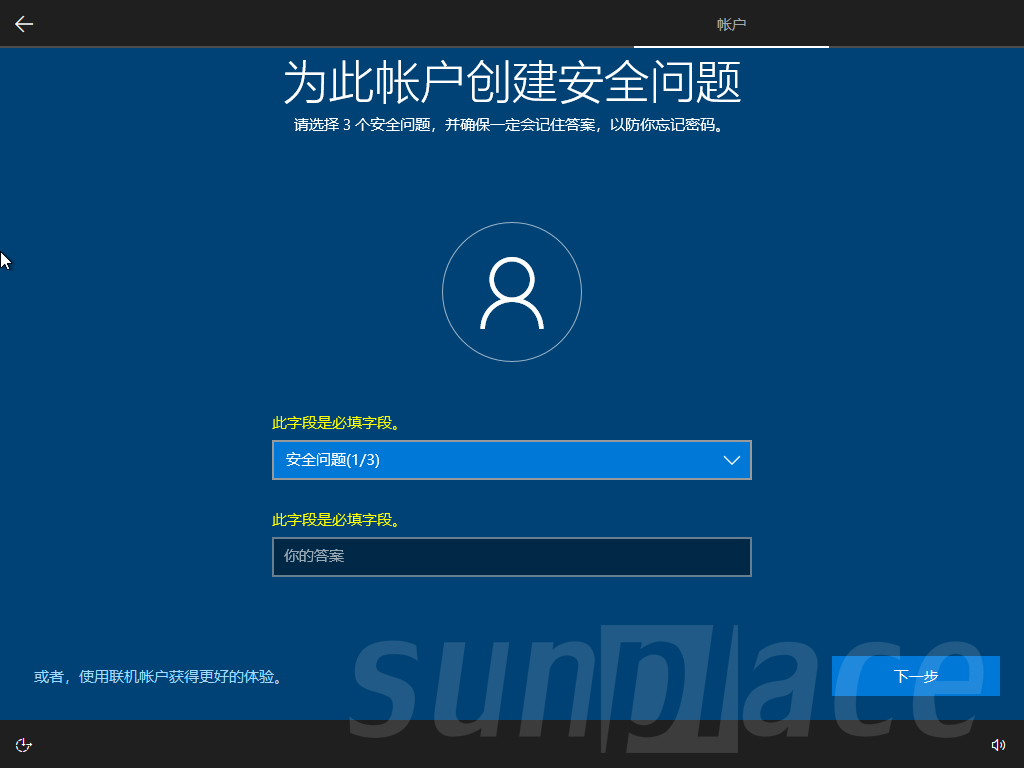 帐户
为此帐户创建安全问题
请选择 3 个安全问题，并确保一定会记住答案，以防你忘记密码。
此字段是必填字段。
安全问题(1/3)
此字段是必填字段。
你的答案
sunplace
或者，使用联机帐户获得更好的体验。
下一步